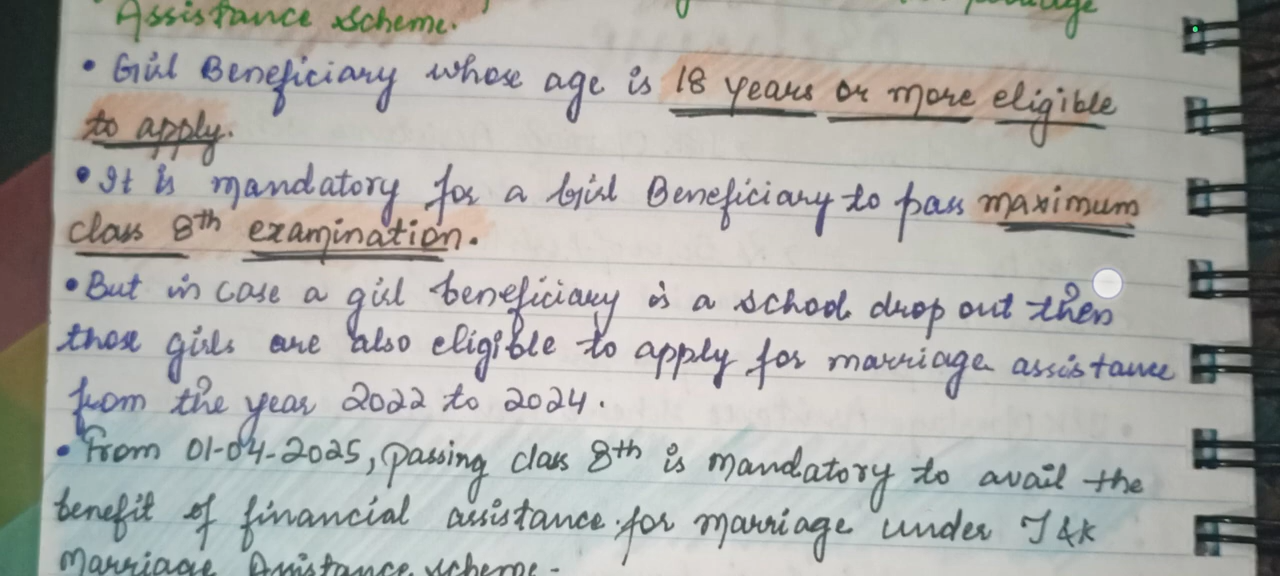 Assistance Scheme.
• Girl Beneficiary whose age is 18 years or more eligible
to apply.
• It is mandatory for a Girl Beneficiary to pass maximum
class 8th examination.
• But in case a girl beneficiary is a school drop out then
those girls are also eligible to apply for marriage assistance
from the year 2022 to 2024.
• From 01-04-2025, passing class 8th is mandatory to avail the
benefit of financial assistance for marriage under J&K
Marriage Assistance scheme.